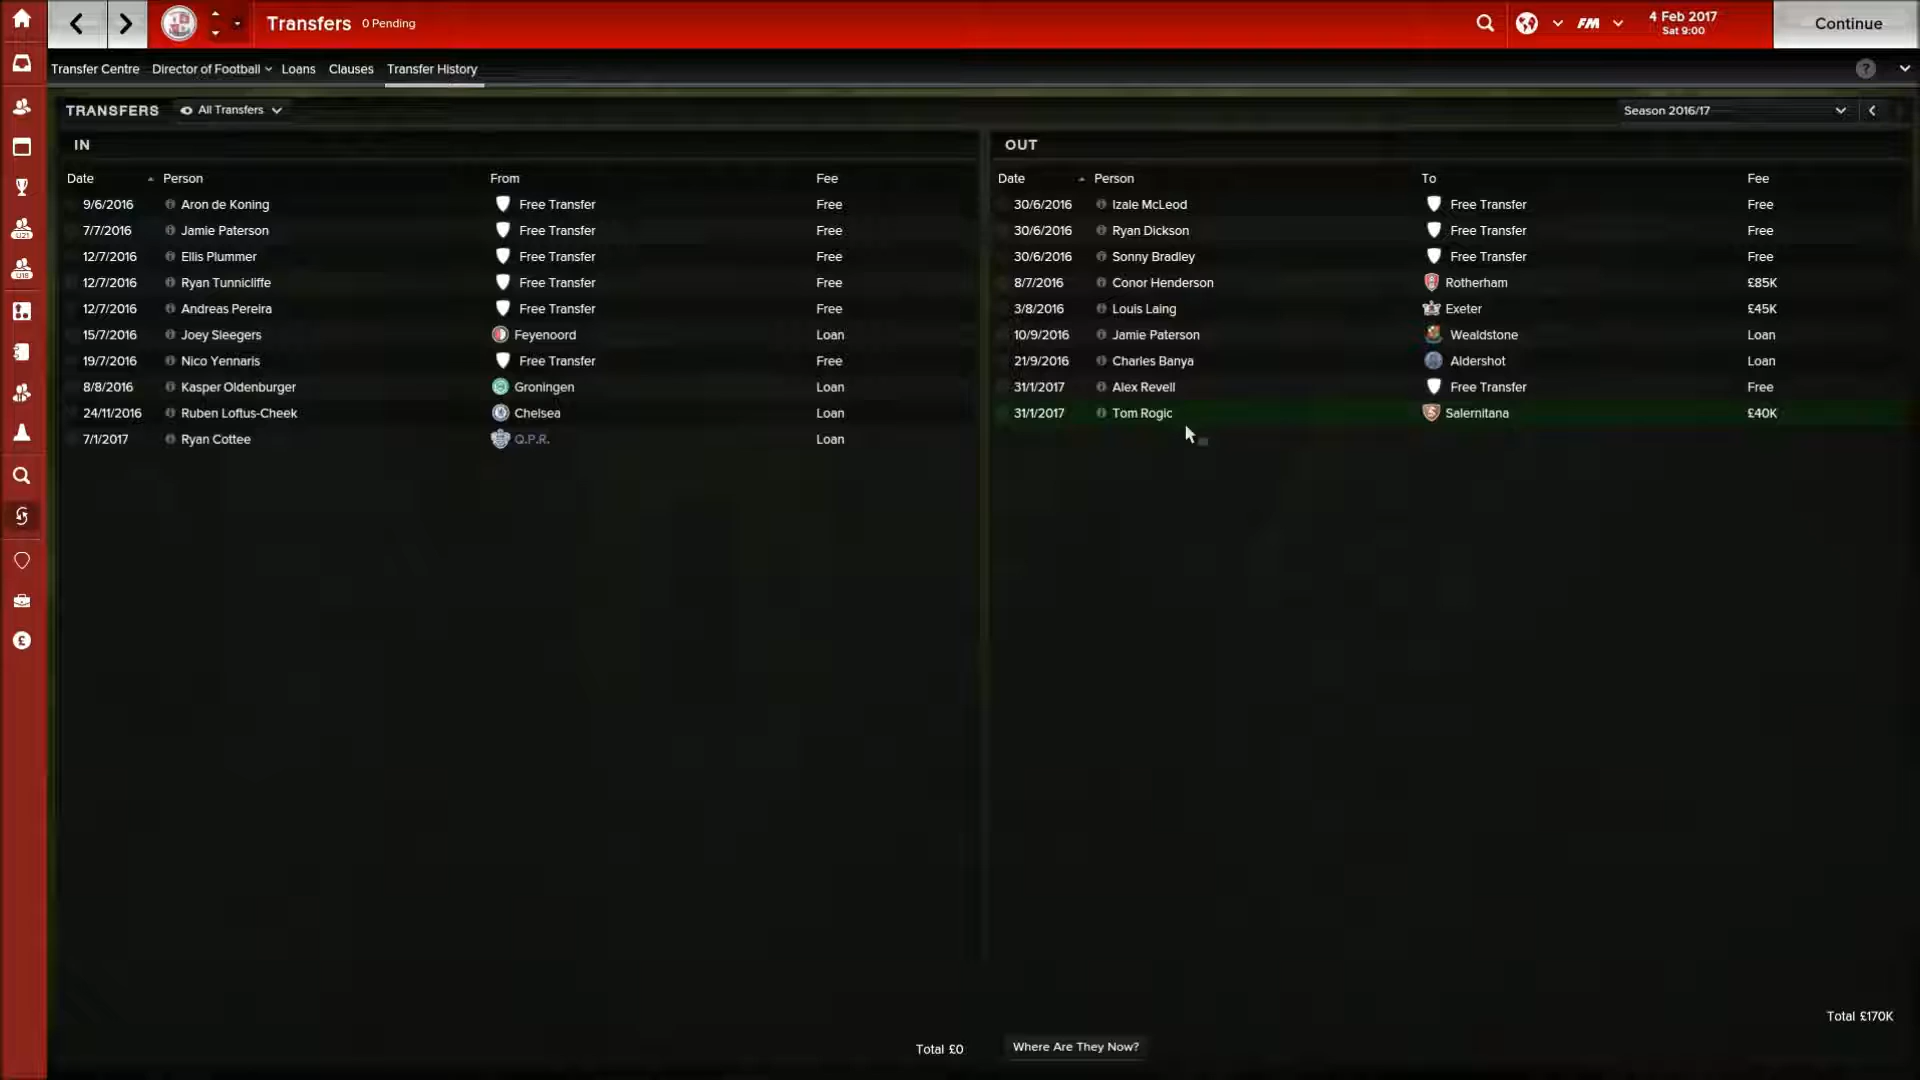 Transfers 0 Pending
FM
4 Feb 2017
Sat 9:00
Continue
Transfer Centre Director of Football Loans Clauses Transfer History
?
TRANSFERS All Transfers
Season 2016/17
IN
Date Person From Fee
9/6/2016 Aron de Koning Free Transfer Free
7/7/2016 Jamie Paterson Free Transfer Free
12/7/2016 Ellis Plummer Free Transfer Free
12/7/2016 Ryan Tunnicliffe Free Transfer Free
12/7/2016 Andreas Pereira Free Transfer Free
15/7/2016 Joey Sleegers Feyenoord Loan
19/7/2016 Nico Yennaris Free Transfer Free
8/8/2016 Kasper Oldenburger Groningen Loan
24/11/2016 Ruben Loftus-Cheek Chelsea Loan
7/1/2017 Ryan Cottee Q.P.R. Loan
Total £0
OUT
Date Person To Fee
30/6/2016 Izale McLeod Free Transfer Free
30/6/2016 Ryan Dickson Free Transfer Free
30/6/2016 Sonny Bradley Free Transfer Free
8/7/2016 Conor Henderson Rotherham £85K
3/8/2016 Louis Laing Exeter £45K
10/9/2016 Jamie Paterson Wealdstone Loan
21/9/2016 Charles Banya Aldershot Loan
31/1/2017 Alex Revell Free Transfer Free
31/1/2017 Tom Rogic Salernitana £40K
Total £170K
Where Are They Now?
U21
U18
£